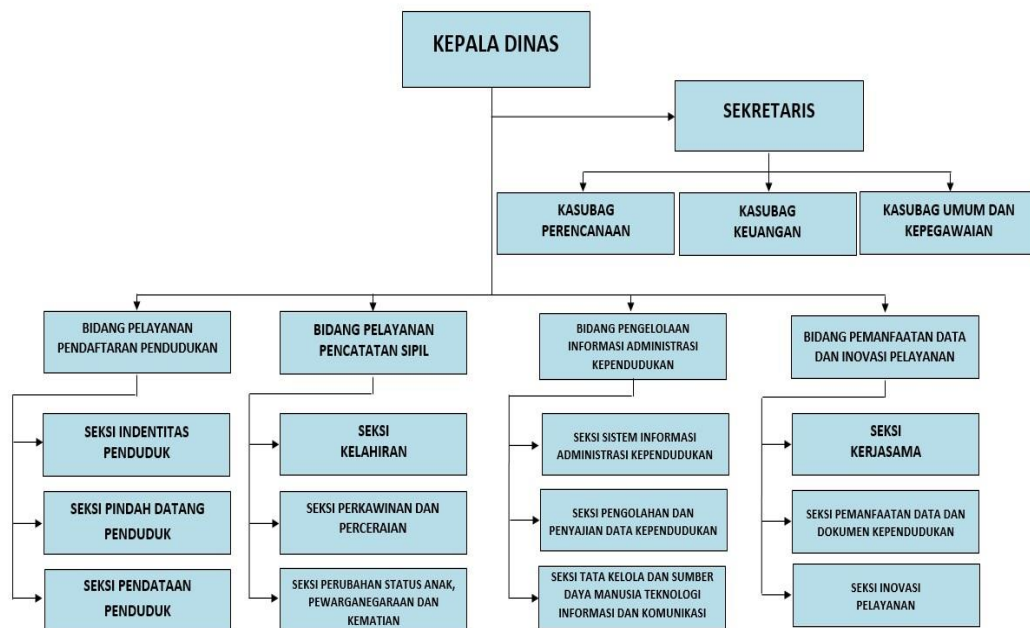 KEPALA DINAS
SEKRETARIS
KASUBAG
PERENCANAAN
KASUBAG
KEUANGAN
KASUBAG UMUM DAN
KEPEGAWAIAN
BIDANG PELAYANAN
PENDAFTARAN PENDUDUKAN
BIDANG PELAYANAN
PENCATATAN SIPIL
BIDANG PENGELOLAAN
INFORMASI ADMINISTRASI
KEPENDUDUKAN
BIDANG PEMANFAATAN DATA
DAN INOVASI PELAYANAN
SEKSI INDENTITAS
PENDUDUK
SEKSI
KELAHIRAN
SEKSI SISTEM INFORMASI
ADMINISTRASI KEPENDUDUKAN
SEKSI
KERJASAMA
SEKSI PINDAH DATANG
PENDUDUK
SEKSI PERKAWINAN DAN
PERCERAIAN
SEKSI PENGOLAHAN DAN
PENYAJIAN DATA KEPENDUDUKAN
SEKSI PEMANFAATAN DATA DAN
DOKUMEN KEPENDUDUKAN
SEKSI PENDATAAN
PENDUDUK
SEKSI PERUBAHAN STATUS ANAK,
PEWARGANEGARAAN DAN
KEMATIAN
SEKSI TATA KELOLA DAN SUMBER
DAYA MANUSIA TEKNOLOGI
INFORMASI DAN KOMUNIKASI
SEKSI INOVASI
PELAYANAN